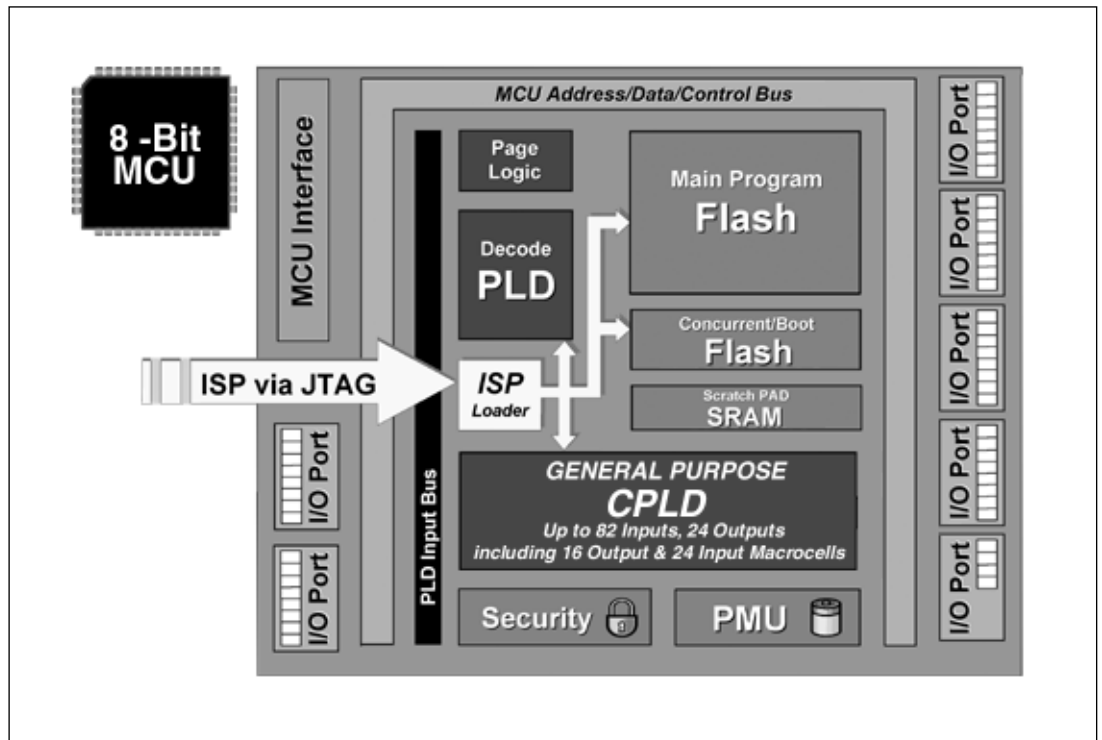 8 -Bit
MCU
MCU Interface
MCU Address/Data/Control Bus
Page
Logic
Decode
PLD
Main Program
Flash
Concurrent/Boot
Flash
Scratch PAD
SRAM
ISP via JTAG
ISP
Loader
PLD Input Bus
GENERAL PURPOSE
CPLD
Up to 82 Inputs, 24 Outputs
including 16 Output & 24 Input Macrocells
Security
PMU
I/O Port
I/O Port
I/O Port
I/O Port
I/O Port
I/O Port
I/O Port